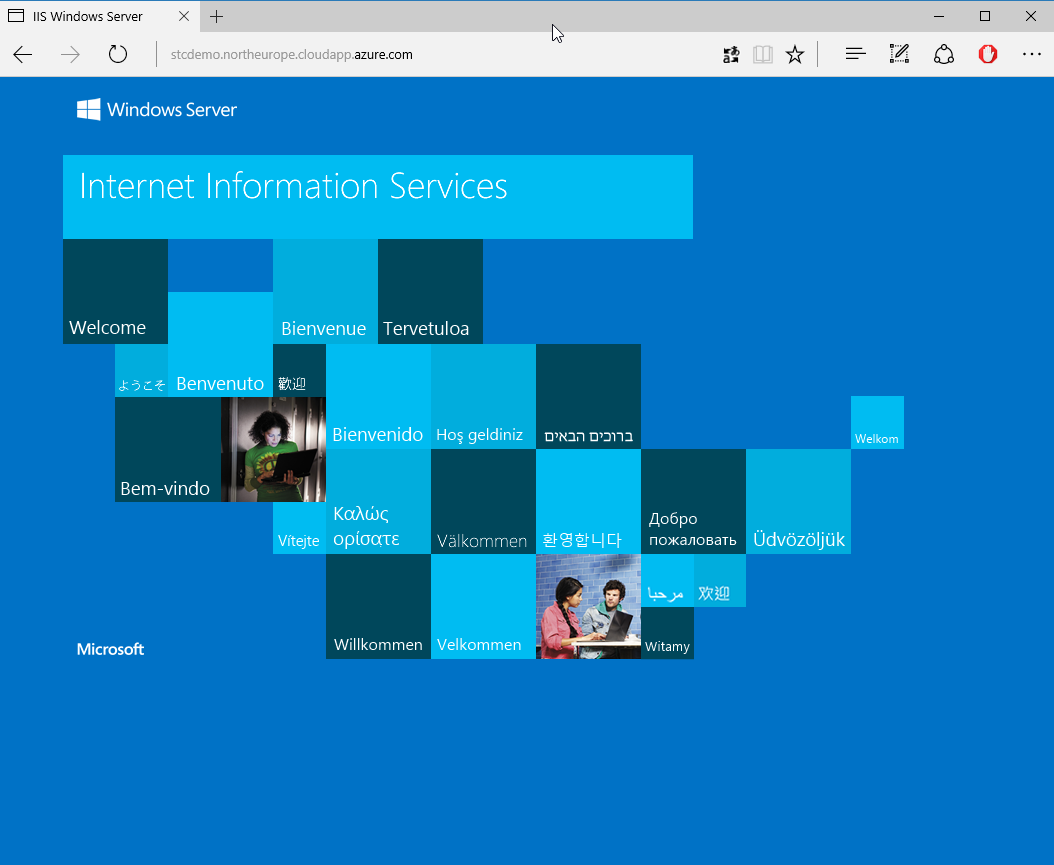 IIS Windows Server
stcdemo.northeurope.cloudapp.azure.com
Windows Server
Internet Information Services
Welcome
Bienvenue
Tervetuloa
ようこそ
Benvenuto
歡迎
Bienvenido
Hoş geldiniz
ברוכים הבאים
Welkom
Bem-vindo
Vítejte
Καλώς
ορίσατε
Välkommen
환영합니다
Добро
пожаловать
Üdvözöljük
مرحبا
欢迎
Willkommen
Velkommen
Witamy
Microsoft